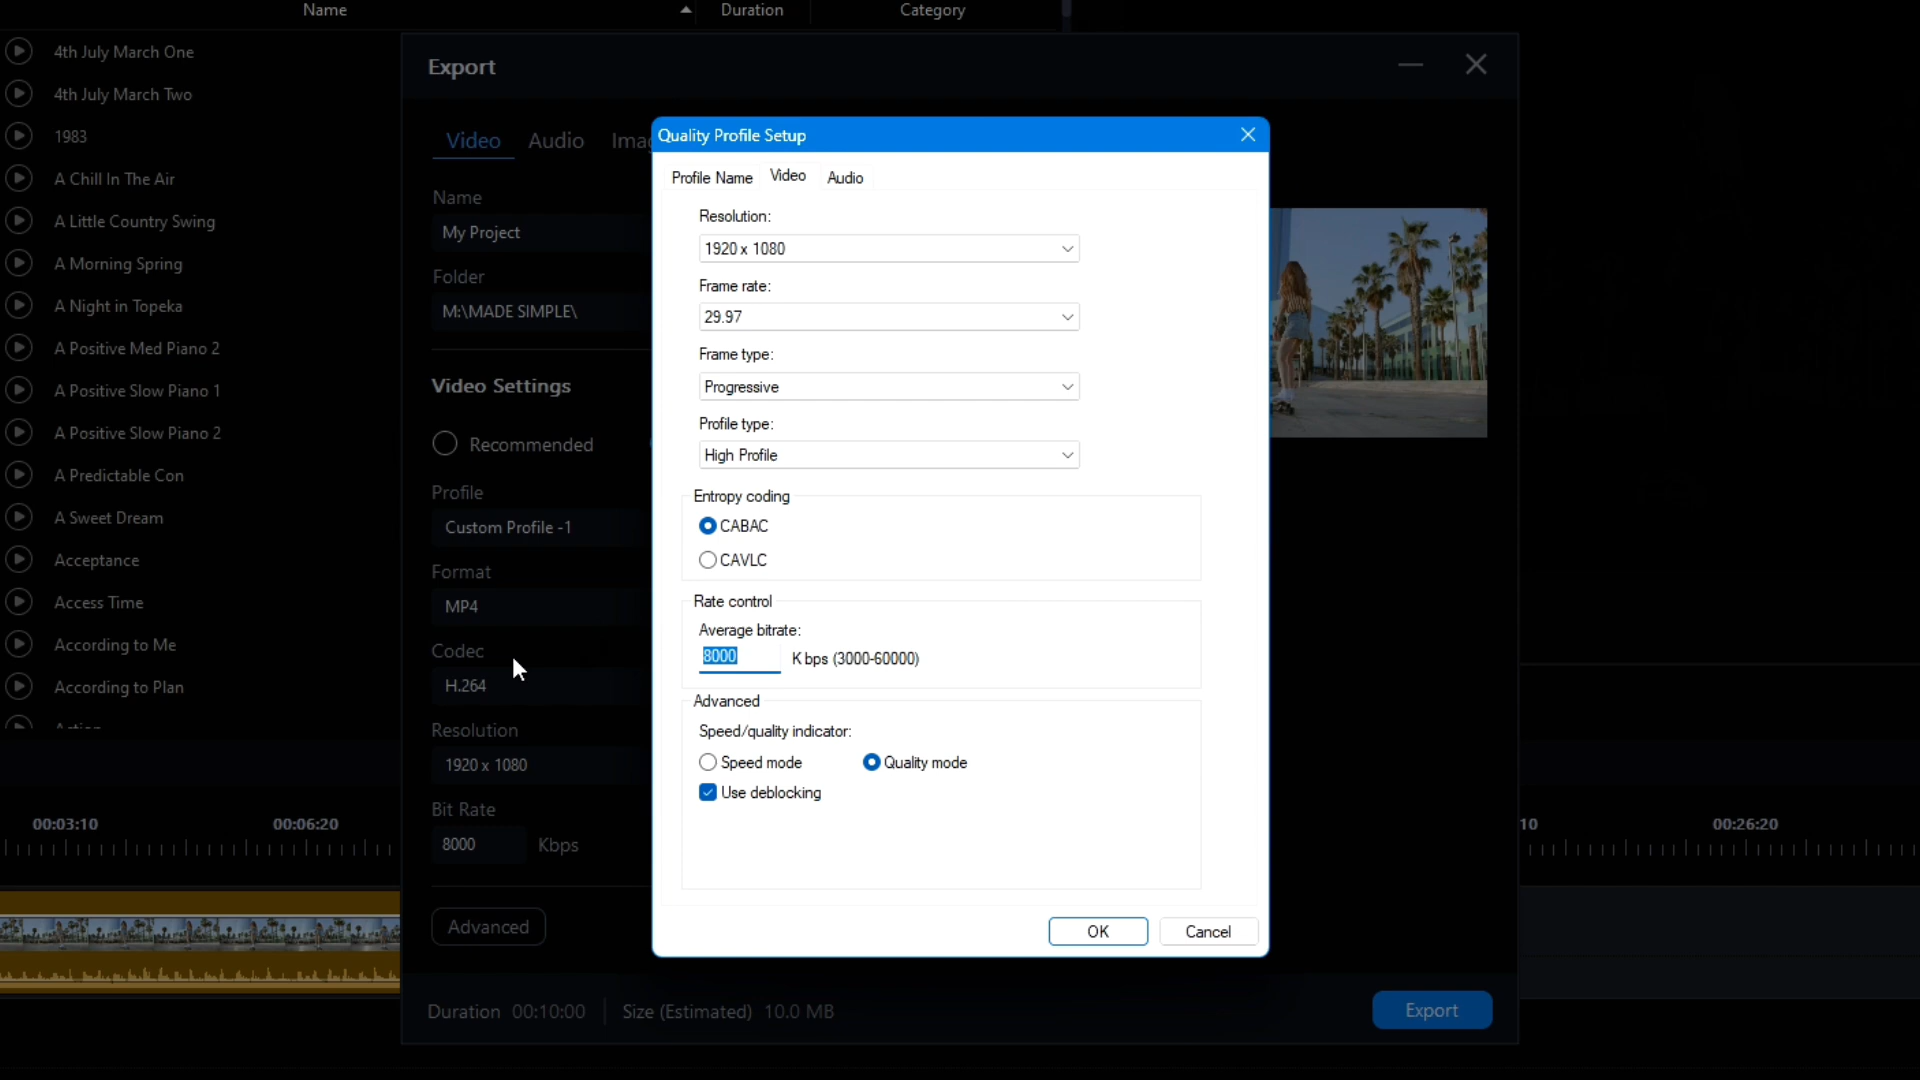 Name Duration Category
4th July March One
4th July March Two
1983
A Chill In The Air
A Little Country Swing
A Morning Spring
A Night in Topeka
A Positive Med Piano 2
A Positive Slow Piano 1
A Positive Slow Piano 2
A Predictable Con
A Sweet Dream
Acceptance
Access Time
According to Me
According to Plan
00:03:10 00:06:20
Export
Video Audio
Name
My Project
Folder
M:\MADE SIMPLE\
Video Settings
Recommended
Profile
Custom Profile -1
Format
MP4
Codec
H.264
Resolution
1920 x 1080
Bit Rate
8000 Kbps
Advanced
Duration 00:10:00 Size (Estimated) 10.0 MB
Export
Quality Profile Setup
Profile Name Video Audio
Resolution:
1920 x 1080
Frame rate:
29.97
Frame type:
Progressive
Profile type:
High Profile
Entropy coding
CABAC
CAVLC
Rate control
Average bitrate:
8000 K bps (3000-60000)
Advanced
Speed/quality indicator:
Speed mode Quality mode
Use deblocking
OK Cancel
10 00:26:20